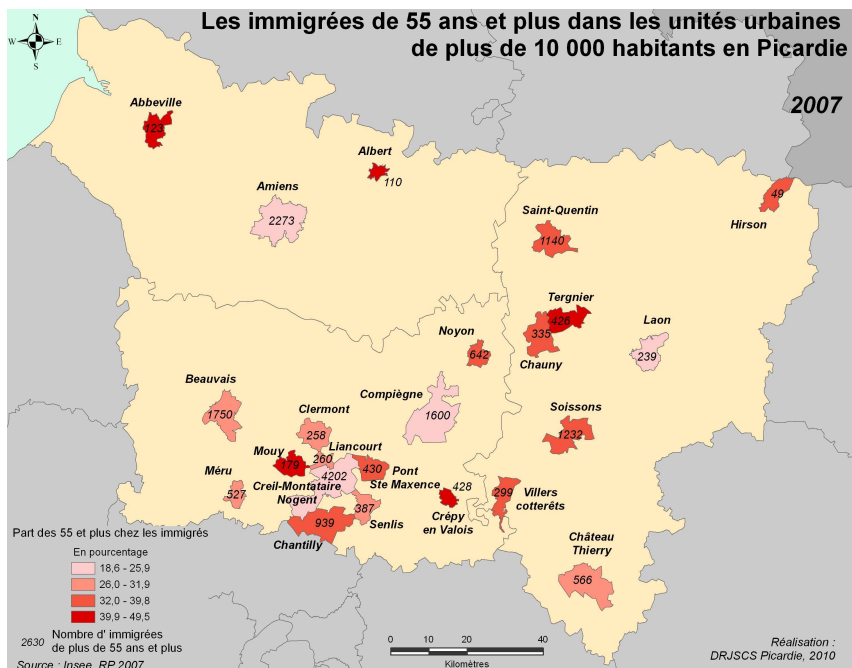 Les immigrées de 55 ans et plus dans les unités urbaines
de plus de 10 000 habitants en Picardie
2007
N
W
E
S
Abbeville
123
Albert
110
Amiens
2273
Saint-Quentin
1140
49
Hirson
Tergnier
426
335
Chauny
Laon
239
Noyon
642
Beauvais
1750
Compiègne
1600
Clermont
258
Soissons
1232
Mouy
179
Liancourt
260
4202
430
Pont
Ste Maxence
Méru
527
Creil-Montataire
Nogent
387
Senlis
428
Crépy
en Valois
299
Villers
cotterêts
939
Chantilly
Château
Thierry
566
Part des 55 et plus chez les immigrés
En pourcentage
18,6 - 25,9
26,0 - 31,9
32,0 - 39,8
39,9 - 49,5
2630
Nombre d' immigrées
de plus de 55 ans et plus
Source : Insee, RP 2007
0 10 20 40
Kilomètres
Réalisation :
DRJSCS Picardie, 2010